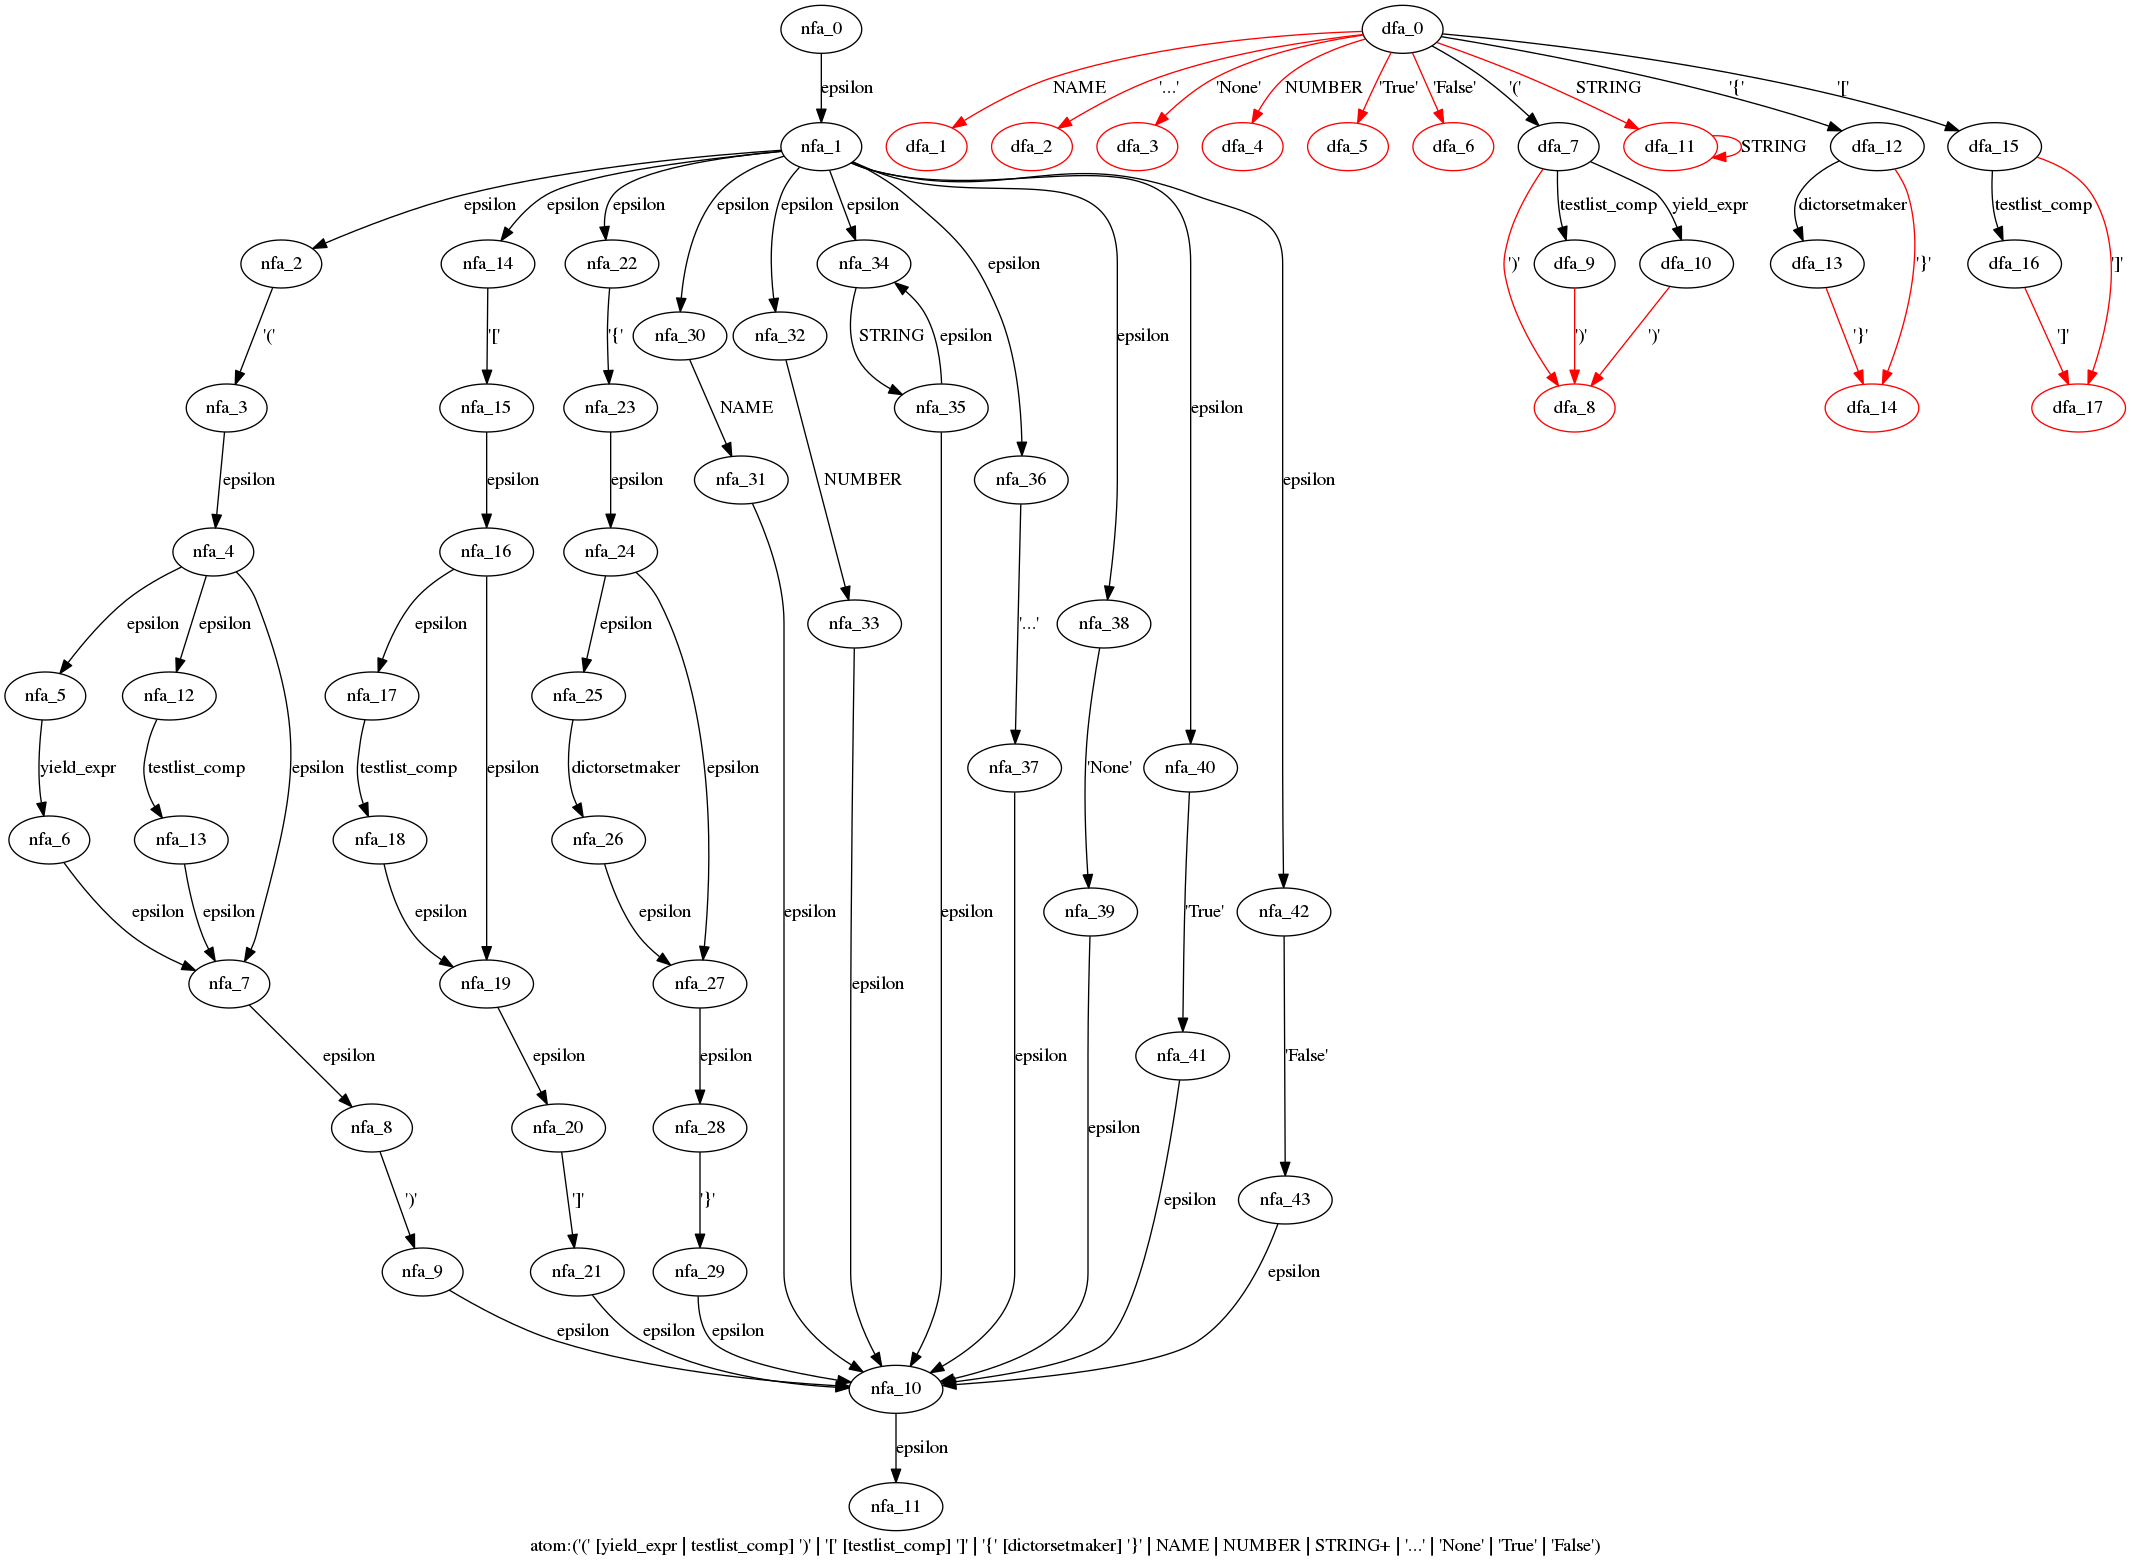 nfa_0
dfa_0
epsilon
NAME
'...'
'None'
NUMBER
'True'
'False'
'('
STRING
'{'
'['
nfa_1
dfa_1
dfa_2
dfa_3
dfa_4
dfa_5
dfa_6
dfa_7
dfa_11
STRING
dfa_12
dfa_15
epsilon
epsilon
epsilon
epsilon
epsilon
epsilon
testlist_comp
yield_expr
dictorsetmaker
testlist_comp
nfa_2
nfa_14
nfa_22
nfa_34
epsilon
')'
dfa_9
dfa_10
dfa_13
'}'
dfa_16
']'
'('
'['
'{'
nfa_30
nfa_32
STRING
epsilon
epsilon
')'
')'
'}'
']'
nfa_3
nfa_15
nfa_23
NAME
nfa_35
epsilon
dfa_8
dfa_14
dfa_17
epsilon
epsilon
epsilon
nfa_31
NUMBER
nfa_36
epsilon
nfa_4
nfa_16
nfa_24
epsilon
epsilon
epsilon
epsilon
nfa_33
'...'
nfa_38
nfa_5
nfa_12
nfa_17
nfa_25
yield_expr
testlist_comp
epsilon
testlist_comp
epsilon
dictorsetmaker
epsilon
nfa_37
'None'
nfa_40
nfa_6
nfa_13
nfa_18
nfa_26
epsilon
epsilon
epsilon
epsilon
epsilon
epsilon
nfa_39
'True'
nfa_42
nfa_7
nfa_19
nfa_27
epsilon
epsilon
epsilon
epsilon
epsilon
nfa_41
'False'
nfa_8
nfa_20
nfa_28
epsilon
')'
']'
'}'
epsilon
nfa_43
nfa_9
nfa_21
nfa_29
epsilon
epsilon
epsilon
epsilon
nfa_10
epsilon
nfa_11
atom:('(' [yield_expr | testlist_comp] ')' | '[' [testlist_comp] ']' | '{' [dictorsetmaker] '}' | NAME | NUMBER | STRING+ | '...' | 'None' | 'True' | 'False')